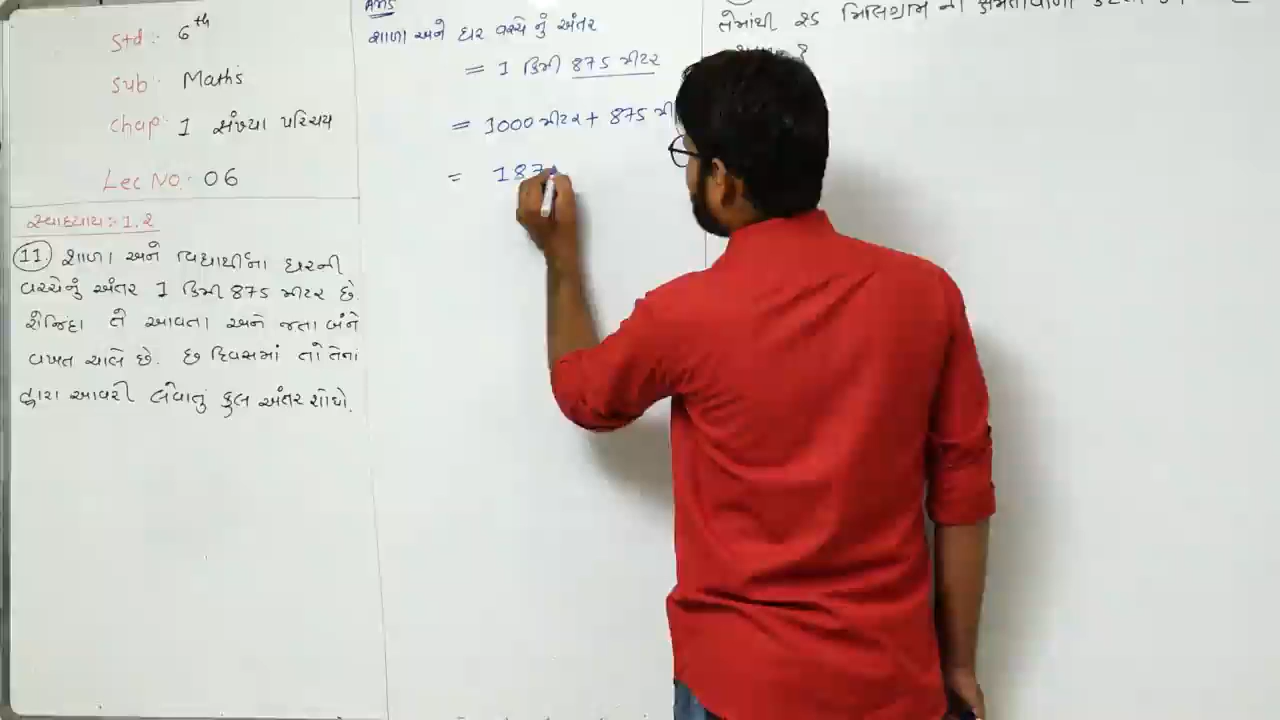 Std: 6th
Sub: Maths
Chap 1 સંખ્યા પરિચય
Lec No: 06
સ્વાધ્યાય: 1.2
11 શાળા અને વિદ્યાર્થીના ઘરની
વચ્ચેનું અંતર 1 કિમી 875 મીટર છે.
રોજિંદા તે આવતા અને જતા બંને
વખત ચાલે છે. છ દિવસમાં તો તેના
દ્વારા આવરી લેવાતું કુલ અંતર શોધો.
Ans
શાળા અને ઘર વચ્ચે નું અંતર
= 1 કિમી 875 મીટર
= 1000 મીટર + 875 મી
= 187
તેમાંથી ૨૬ મિલિગ્રામ ની ક્ષમતાવાળી